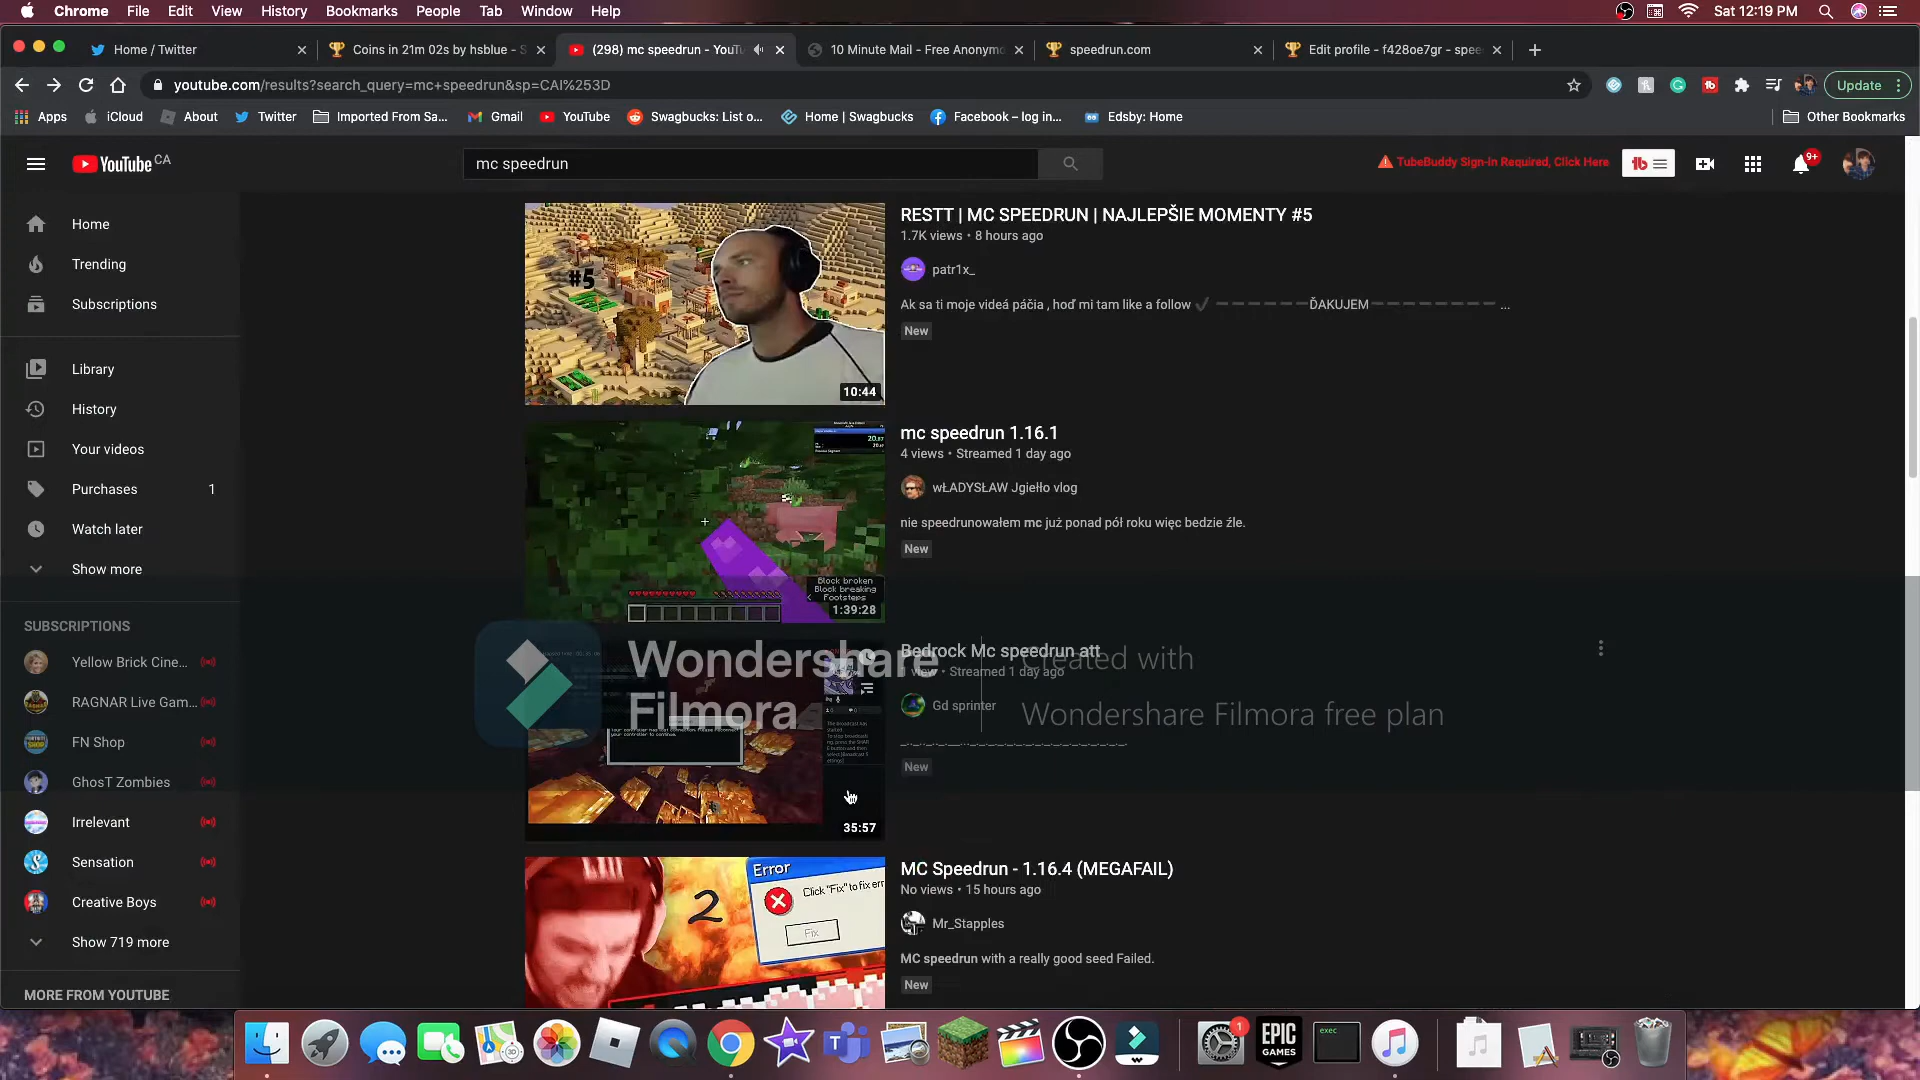 Chrome File Edit View History Bookmarks People Tab Window Help
Sat 12:19 PM
Home / Twitter
Coins in 21m 02s by hsblue - S
(298) mc speedrun - YouTu
10 Minute Mail - Free Anonymo
speedrun.com
Edit profile - f428oe7gr - spee
youtube.com/results?search_query=mc+speedrun&sp=CAI%253D
Update
Apps iCloud About Twitter Imported From Sa... Gmail YouTube Swagbucks: List o... Home | Swagbucks Facebook – log in... Edsby: Home Other Bookmarks
YouTube CA
mc speedrun
TubeBuddy Sign-In Required, Click Here
tb
9+
Home
Trending
Subscriptions
Library
History
Your videos
Purchases 1
Watch later
Show more
SUBSCRIPTIONS
Yellow Brick Cine...
RAGNAR Live Gam...
FN Shop
GhosT Zombies
Irrelevant
Sensation
Creative Boys
Show 719 more
MORE FROM YOUTUBE
#5
10:44
RESTT | MC SPEEDRUN | NAJLEPŠIE MOMENTY #5
1.7K views • 8 hours ago
patr1x_
Ak sa ti moje videá páčia , hoď mi tam like a follow ✓ ━━━━━━━ĎAKUJEM━━━━━━━━━ ...
New
Block broken
Block breaking
Footsteps
1:39:28
mc speedrun 1.16.1
4 views • Streamed 1 day ago
wŁADYSŁAW Jgiełło vlog
nie speedrunowałem mc już ponad pół roku więc bedzie źle.
New
35:57
Bedrock Mc speedrun att
1 view • Streamed 1 day ago
Gd sprinter
New
Wondershare
Filmora
Created with
Wondershare Filmora free plan
Error
Click "Fix" to fix err
Fix
2
MC Speedrun - 1.16.4 (MEGAFAIL)
No views • 15 hours ago
Mr_Stapples
MC speedrun with a really good seed Failed.
New
1
EPIC
GAMES
exec